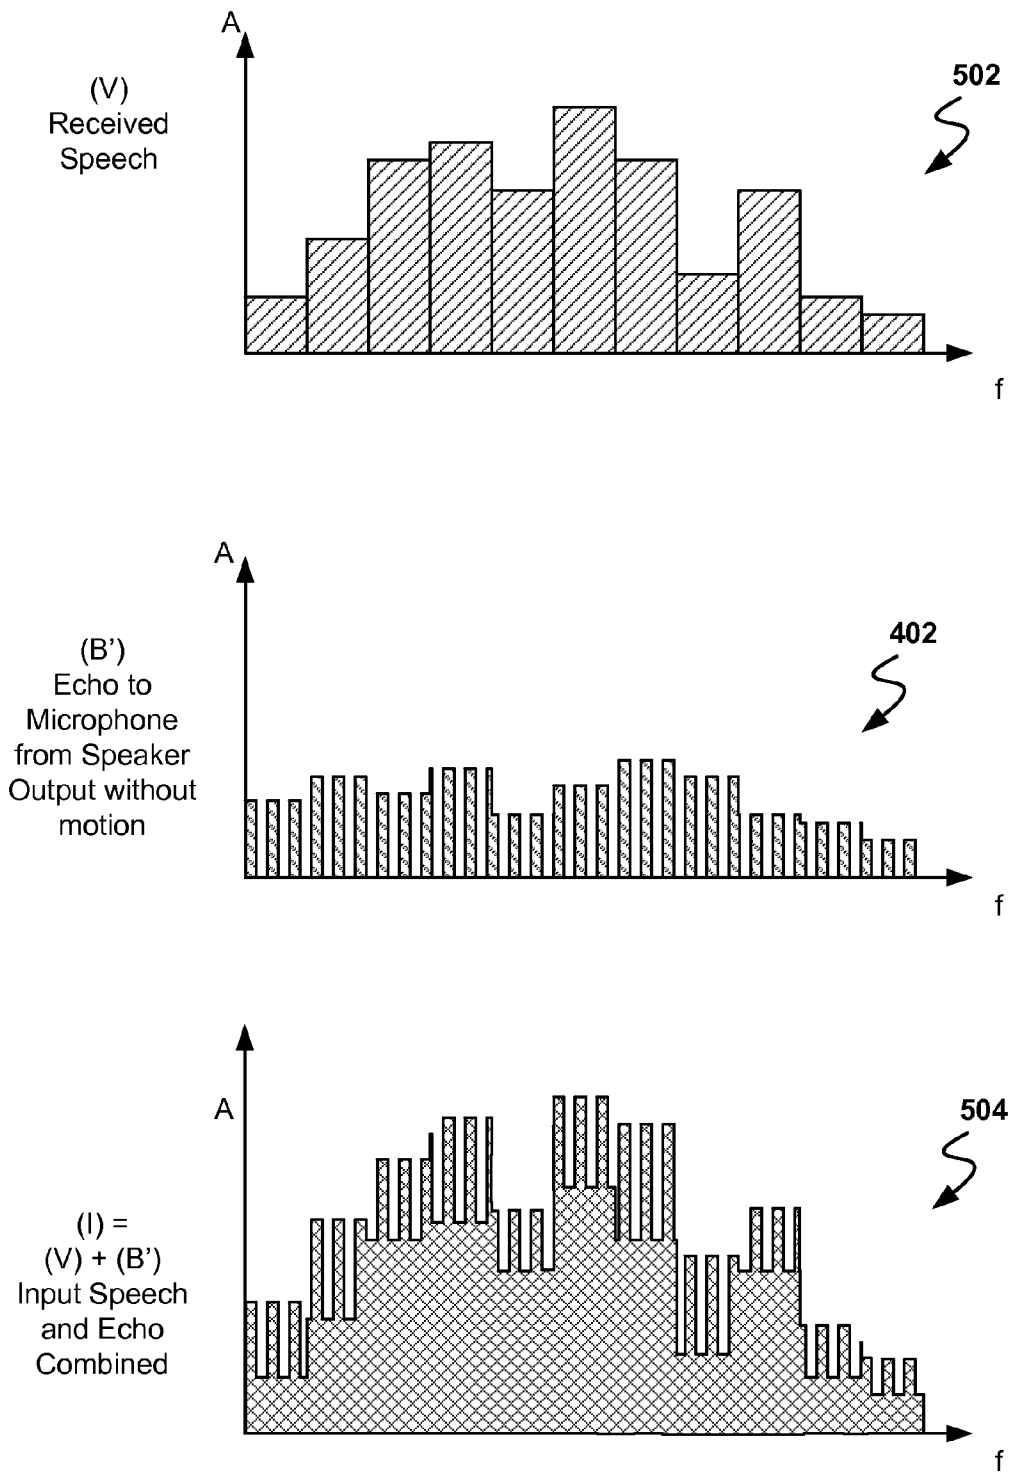 A
(V)
Received
Speech
502
f
A
(B’)
Echo to
Microphone
from Speaker
Output without
motion
402
f
A
(I) =
(V) + (B’)
Input Speech
and Echo
Combined
504
f